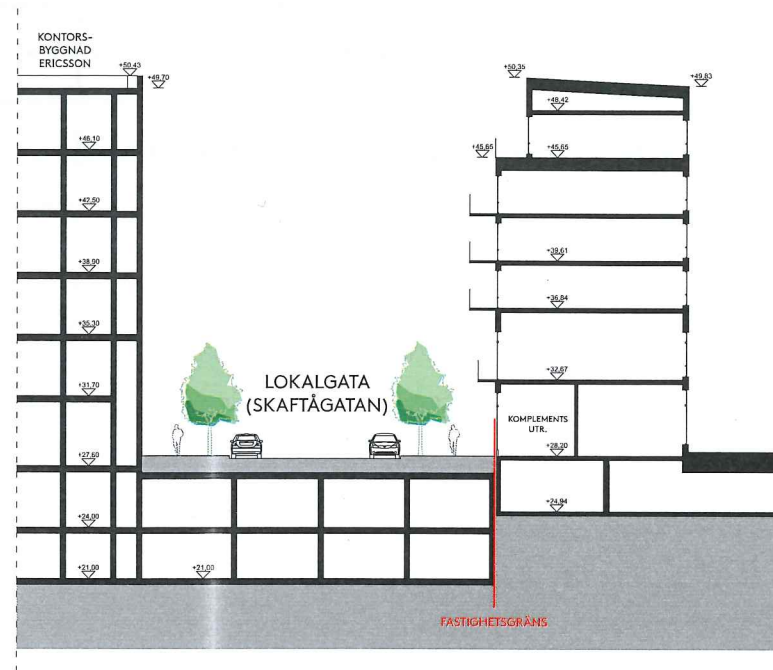 KONTORS-
BYGGNAD
ERICSSON
+50.43
+49.70
+46.10
+42.50
+38.90
+35.30
+31.70
+27.60
+24.00
+21.00
+21.00
LOKALGATA
(SKAFTÅGATAN)
+50.35
+49.83
+48.42
+45.65
+45.65
+39.61
+36.84
+32.67
KOMPLEMENTS
UTR.
+28.20
+24.94
FASTIGHETSGRÄNS